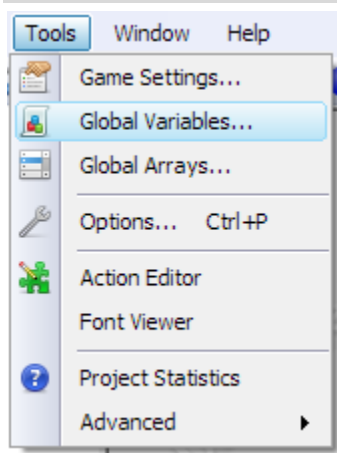 Tools Window Help
Game Settings...
Global Variables...
Global Arrays...
Options... Ctrl+P
Action Editor
Font Viewer
Project Statistics
Advanced